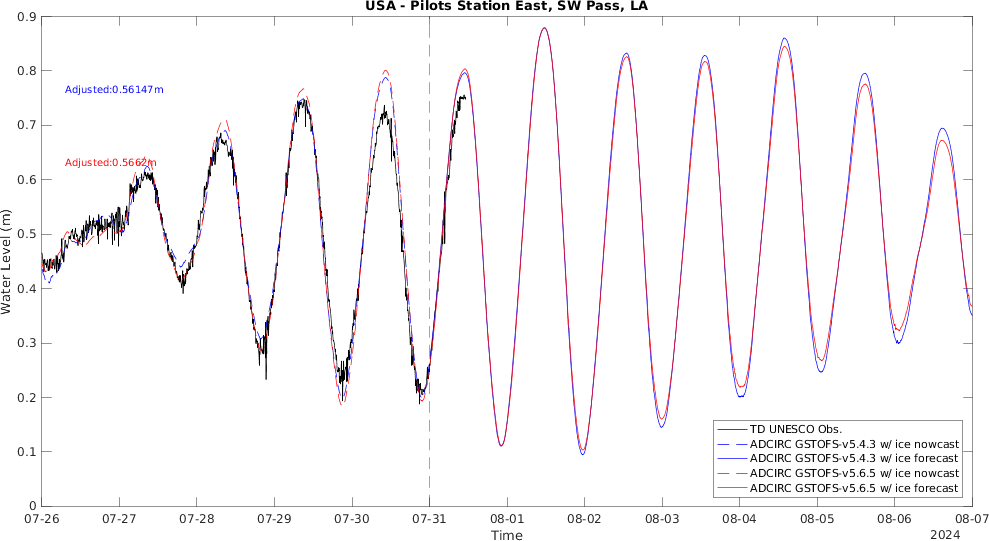 USA - Pilots Station East, SW Pass, LA
0.9
0.8
0.7
0.6
0.5
0.4
0.3
0.2
0.1
0
Water Level (m)
Adjusted:0.56147m
Adjusted:0.5662m
TD UNESCO Obs.
ADCIRC GSTOFS-v5.4.3 w/ ice nowcast
ADCIRC GSTOFS-v5.4.3 w/ ice forecast
ADCIRC GSTOFS-v5.6.5 w/ ice nowcast
ADCIRC GSTOFS-v5.6.5 w/ ice forecast
07-26 07-27 07-28 07-29 07-30 07-31 08-01 08-02 08-03 08-04 08-05 08-06 08-07
Time
2024